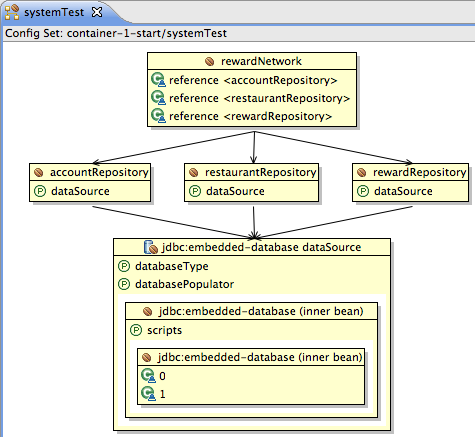 systemTest
Config Set: container-1-start/systemTest
rewardNetwork
reference <accountRepository>
reference <restaurantRepository>
reference <rewardRepository>
accountRepository
P dataSource
restaurantRepository
P dataSource
rewardRepository
P dataSource
jdbc:embedded-database dataSource
P databaseType
P databasePopulator
jdbc:embedded-database (inner bean)
P scripts
jdbc:embedded-database (inner bean)
0
1